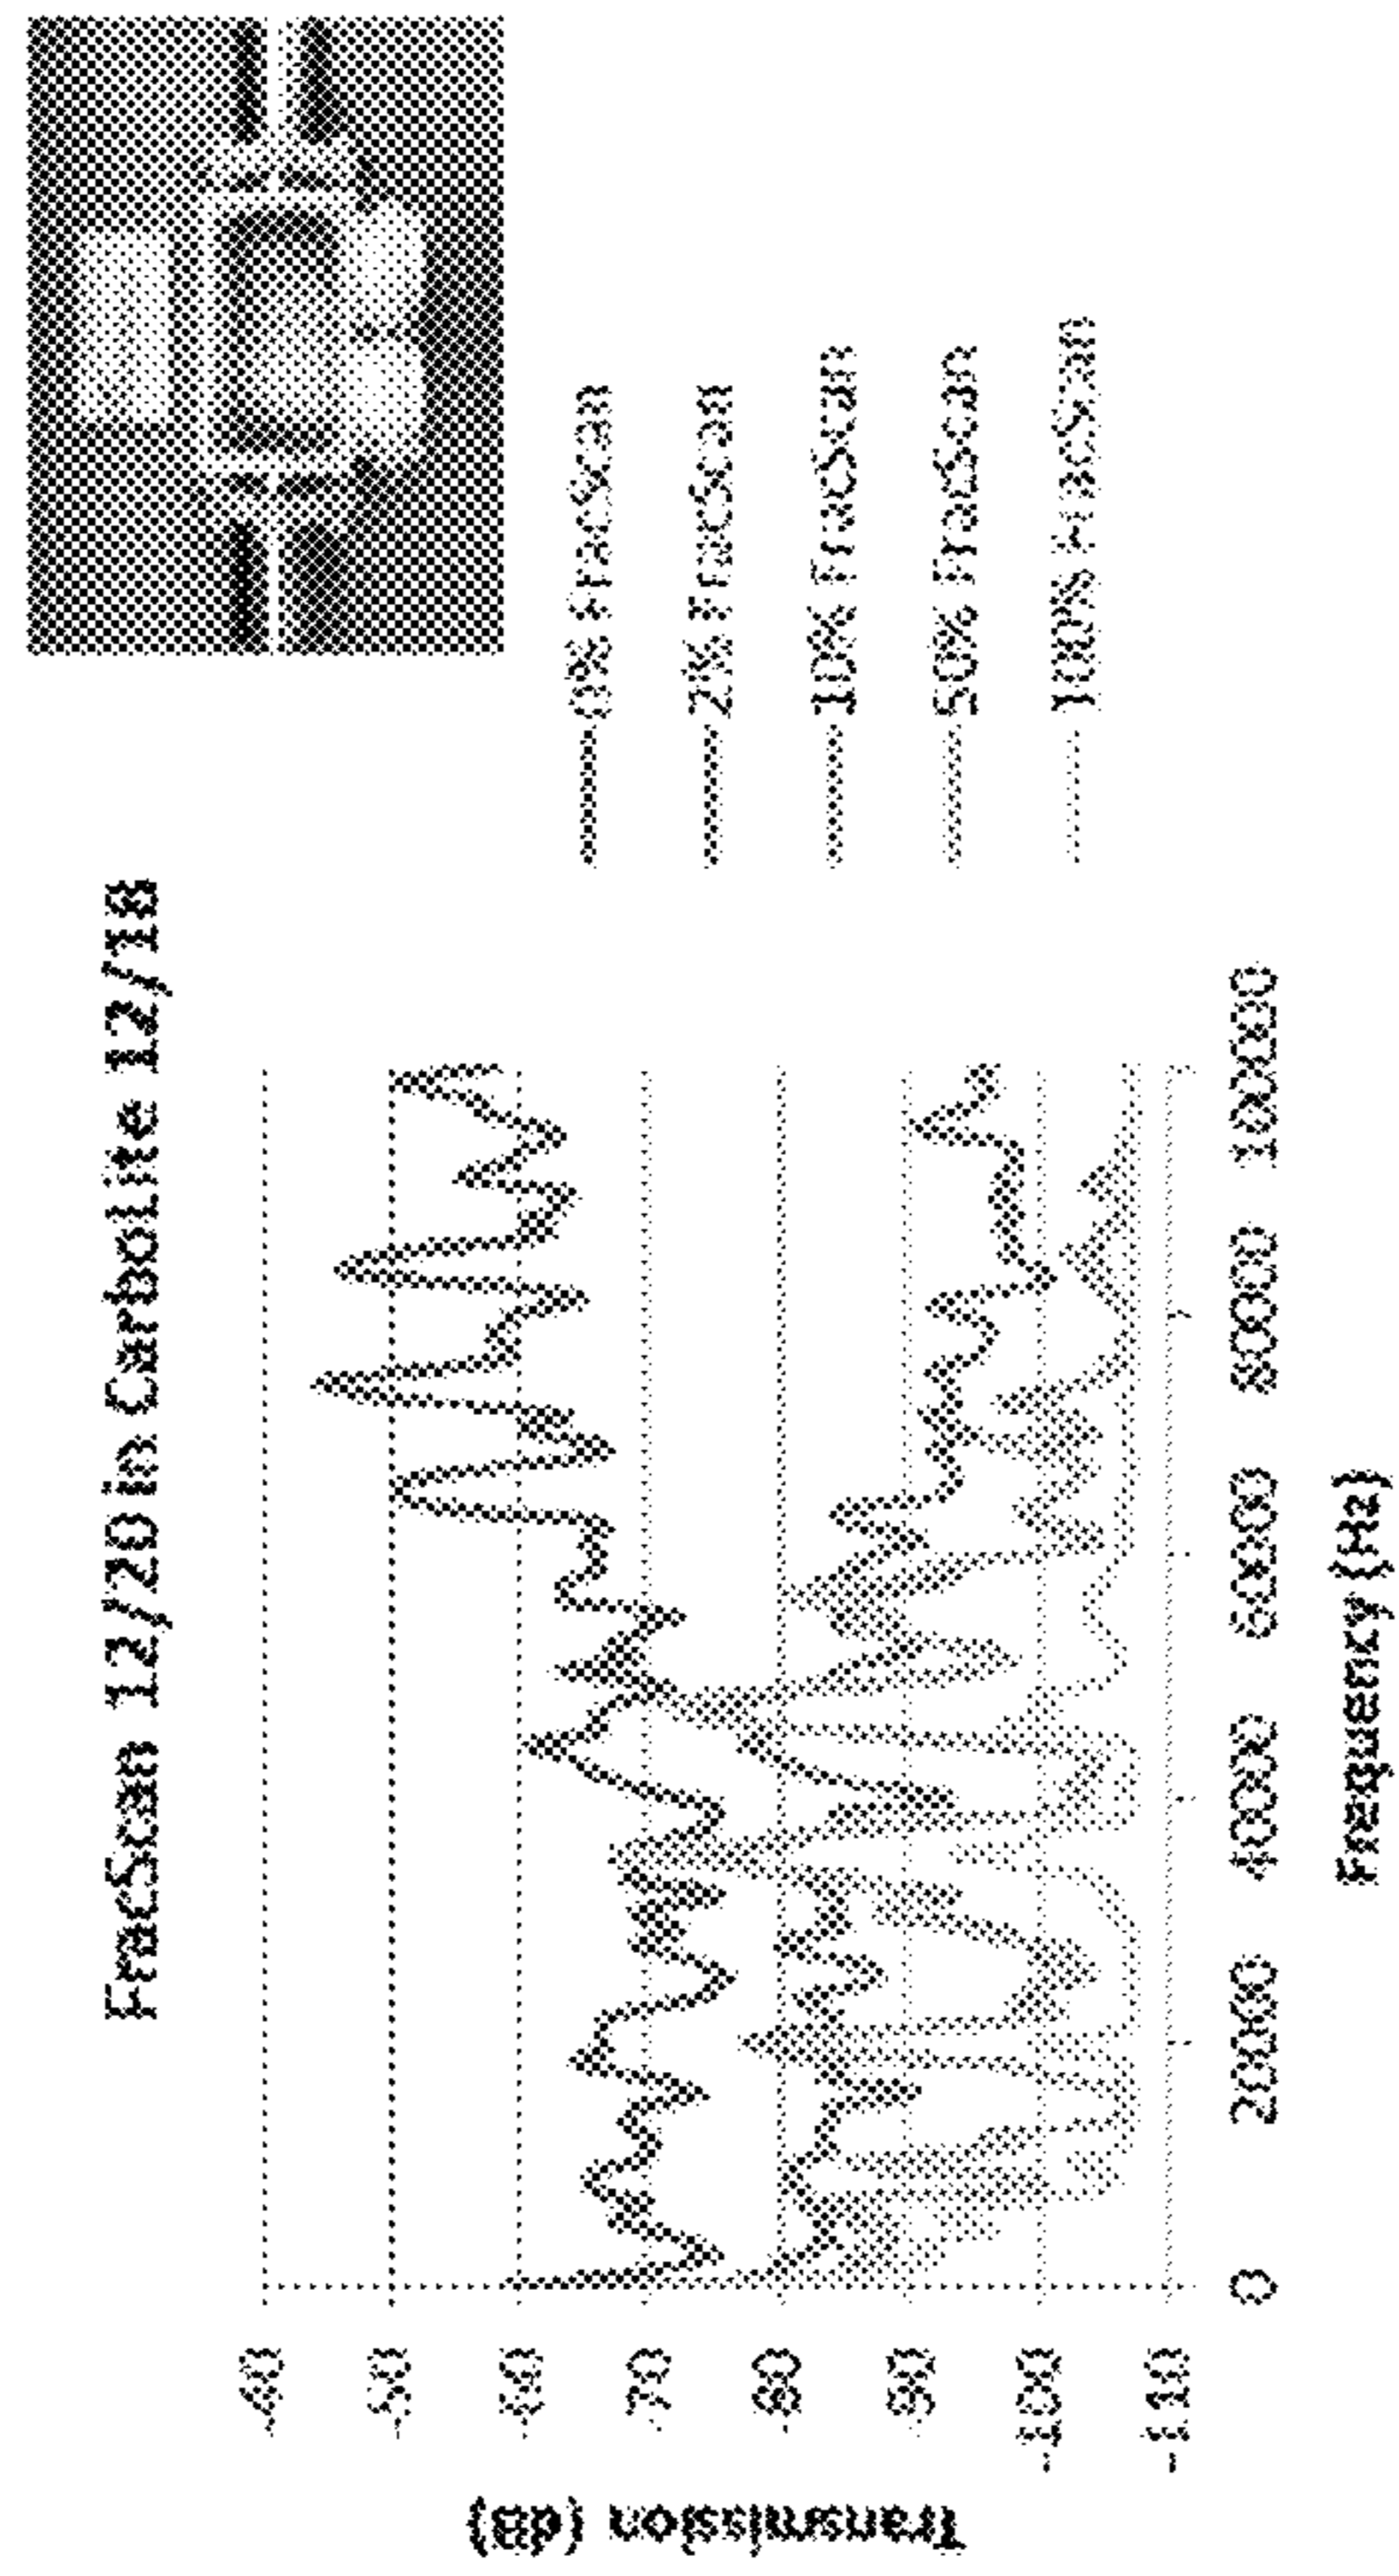 FracScan 12/20 in Carbolite 12/18
Transmission (dB)
-40
-50
-60
-70
-80
-90
-100
-110
0
2000
4000
6000
8000
10000
Frequency (Hz)
0% FracScan
2% FracScan
10% FracScan
50% FracScan
100% FracScan